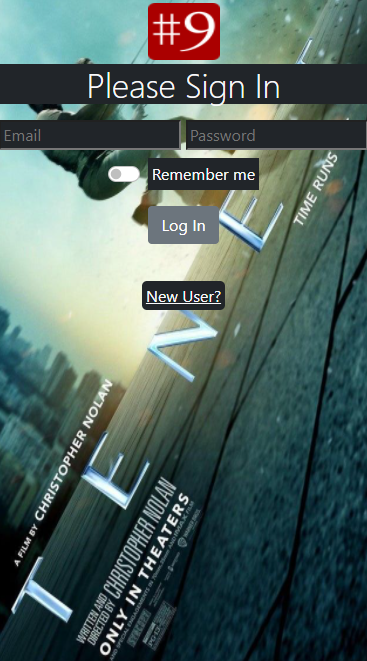 #9
Please Sign In
Email
Password
Remember me
Log In
New User?
TENE
TIME RUNS
A FILM BY CHRISTOPHER NOLAN
WRITTEN AND
DIRECTED BY CHRISTOPHER NOLAN
ONLY IN THEATERS